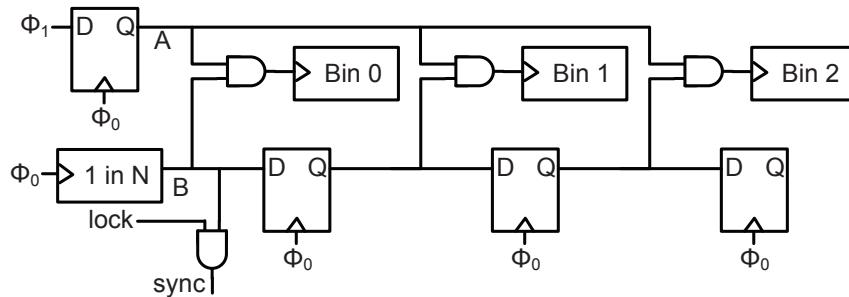 Φ₁
D Q
A
Φ₀
Bin 0
Bin 1
Bin 2
Φ₀
1 in N
B
D Q
D Q
D Q
lock
Φ₀
Φ₀
Φ₀
sync